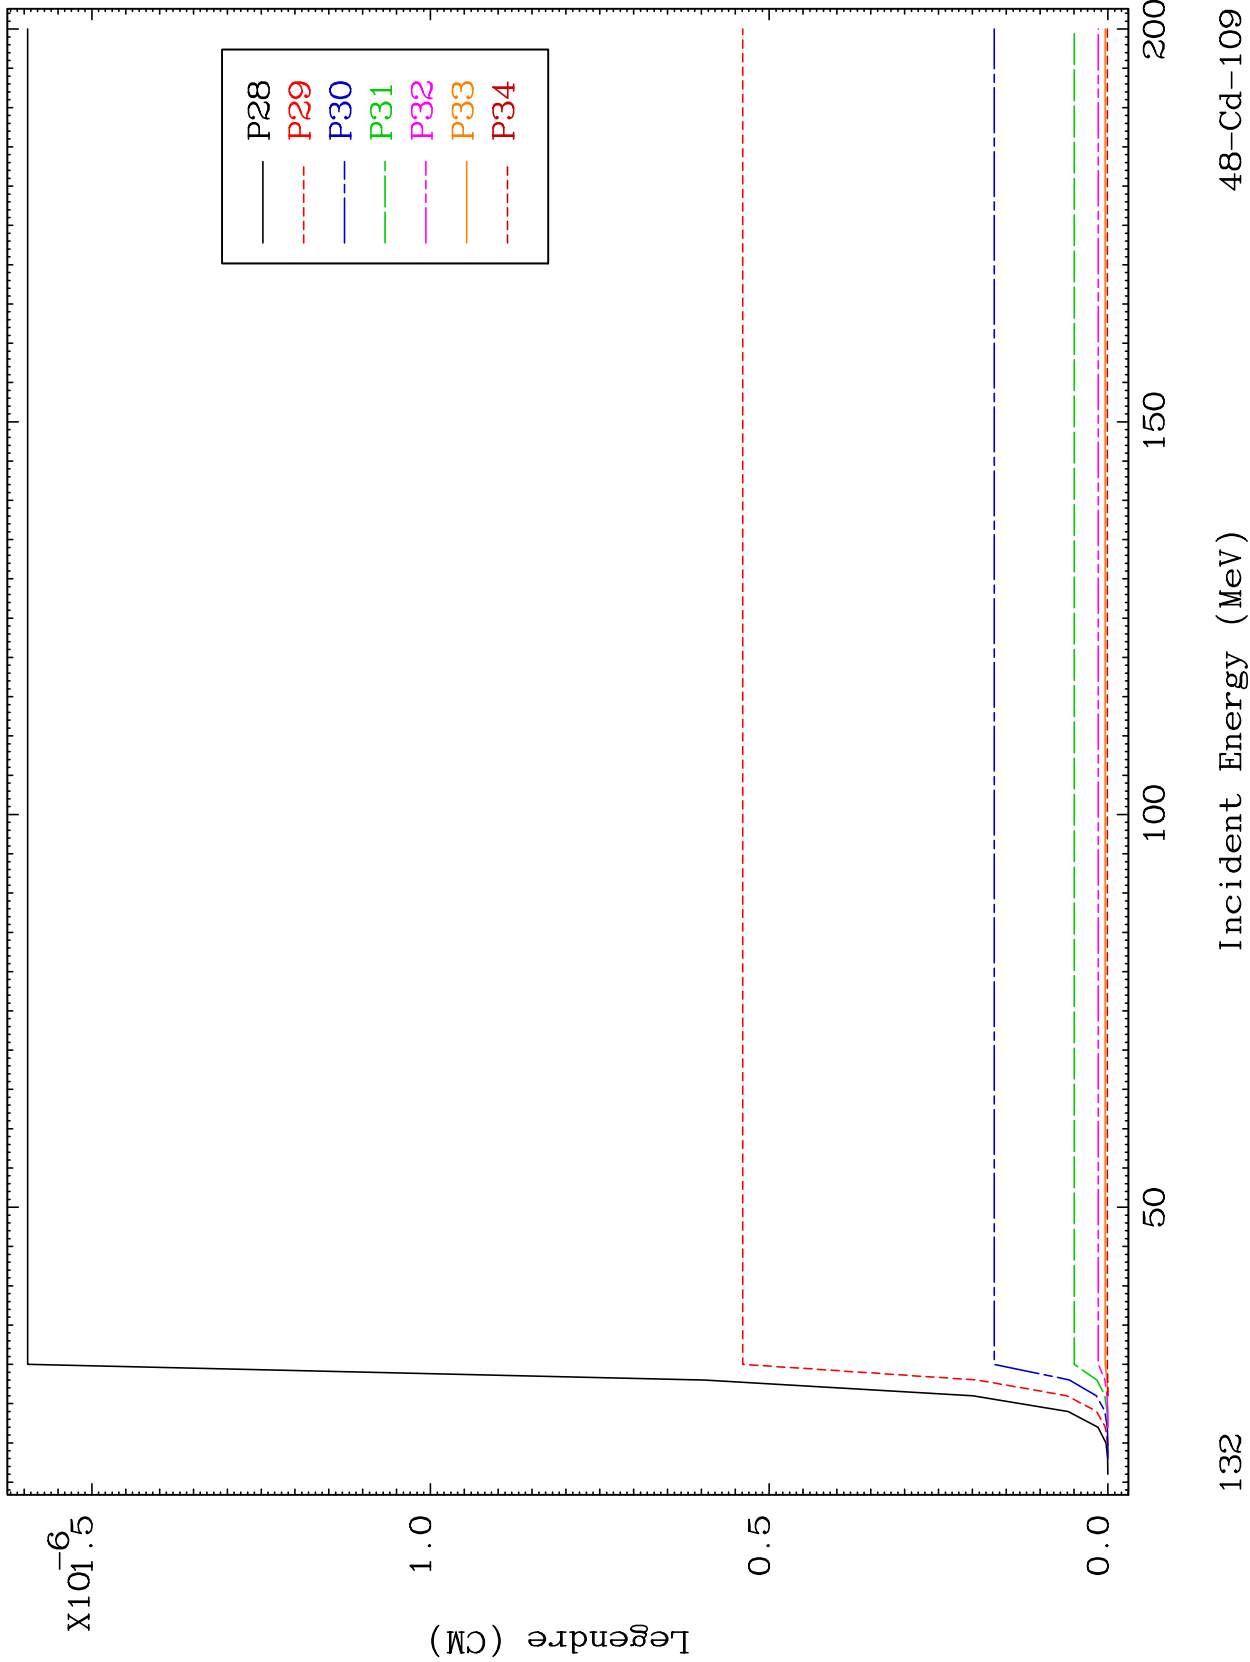 X10-6
1.5
1.0
0.5
0.0
Legendre (CM)
P28
P29
P30
P31
P32
P33
P34
50
100
150
200
Incident Energy (MeV)
132
48-Cd-109